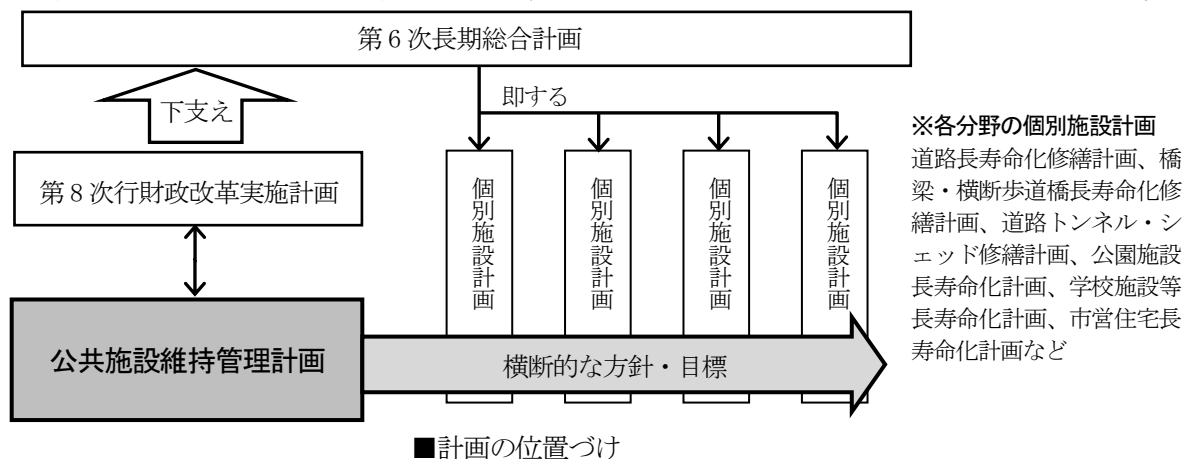 第6次長期総合計画
下支え
即する
第8次行財政改革実施計画
個別施設計画
個別施設計画
個別施設計画
個別施設計画
公共施設維持管理計画
横断的な方針・目標
※各分野の個別施設計画
道路長寿命化修繕計画、橋
梁・横断歩道橋長寿命化修
繕計画、道路トンネル・シ
ェッド修繕計画、公園施設
長寿命化計画、学校施設等
長寿命化計画、市営住宅長
寿命化計画など
■計画の位置づけ